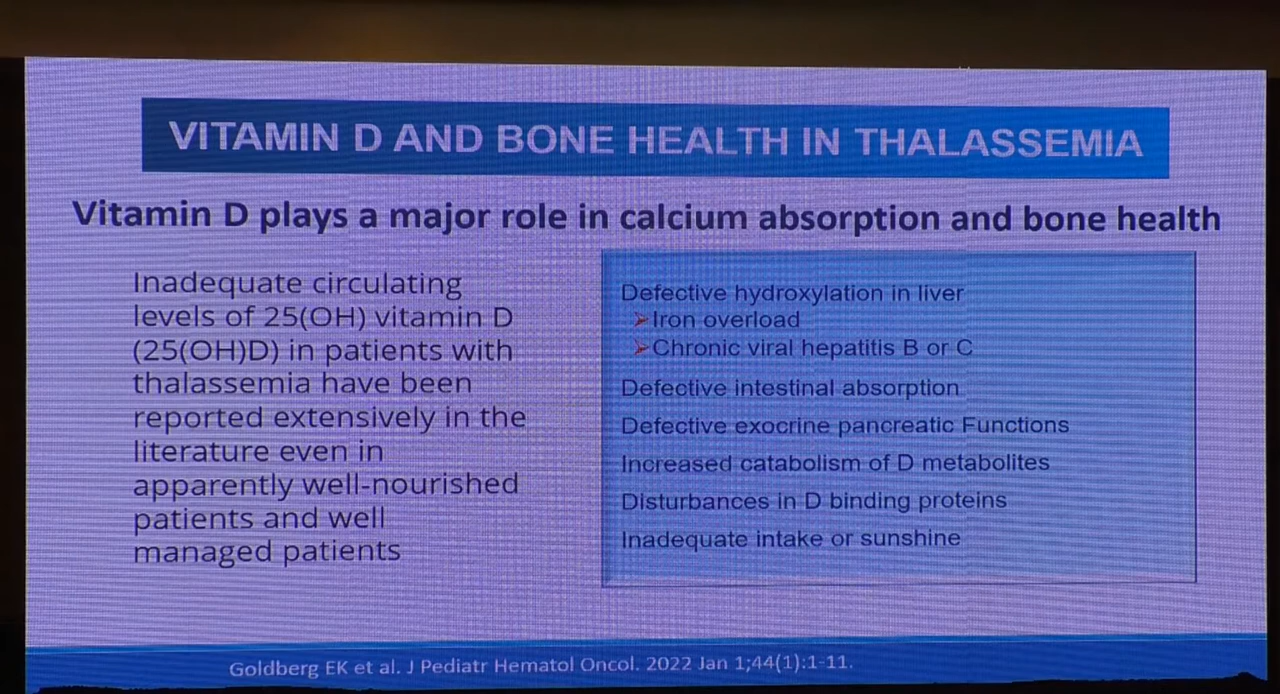 VITAMIN D AND BONE HEALTH IN THALASSEMIA
Vitamin D plays a major role in calcium absorption and bone health
Inadequate circulating
levels of 25(OH) vitamin D
(25(OH)D) in patients with
thalassemia have been
reported extensively in the
literature even in
apparently well-nourished
patients and well
managed patients
Defective hydroxylation in liver
➢Iron overload
➢Chronic viral hepatitis B or C
Defective intestinal absorption
Defective exocrine pancreatic Functions
Increased catabolism of D metabolites
Disturbances in D binding proteins
Inadequate intake or sunshine
Goldberg EK et al. J Pediatr Hematol Oncol. 2022 Jan 1;44(1):1-11.